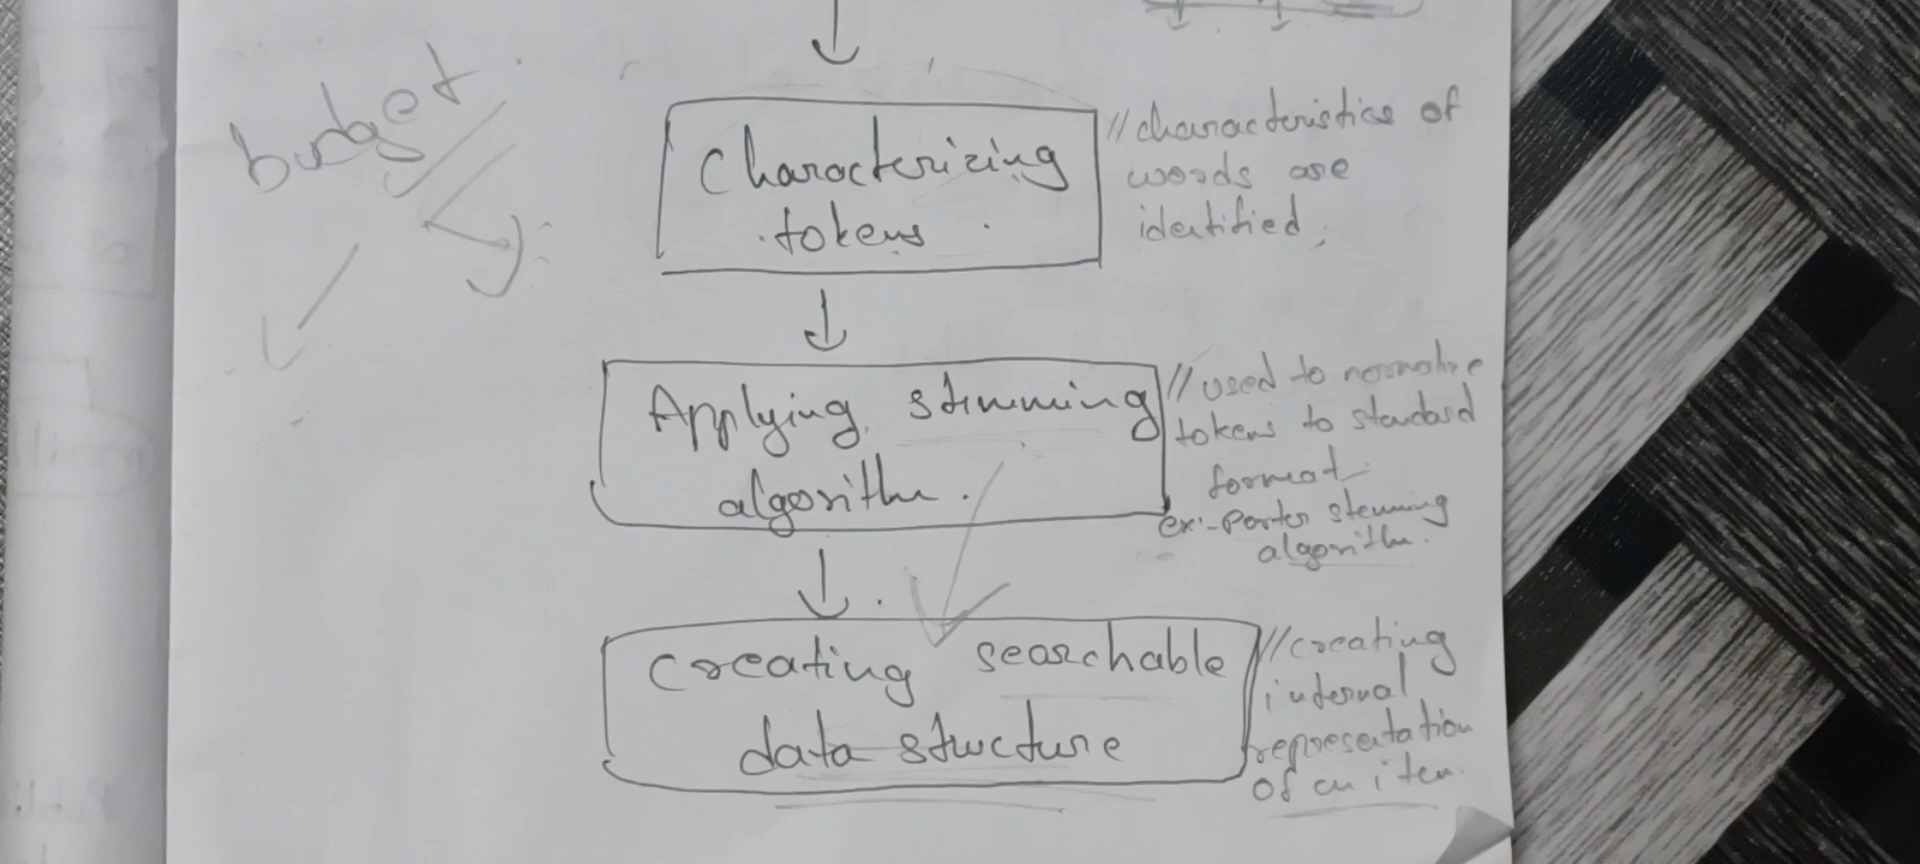 budget
Characterizing
tokens
//characteristics of
words are
identified,
Applying stemming
algorithm.
//used to normalize
tokens to standard
format
ex:-Porter stemming
algorithm.
Creating searchable
data structure
//creating
internal
representation
of an item.